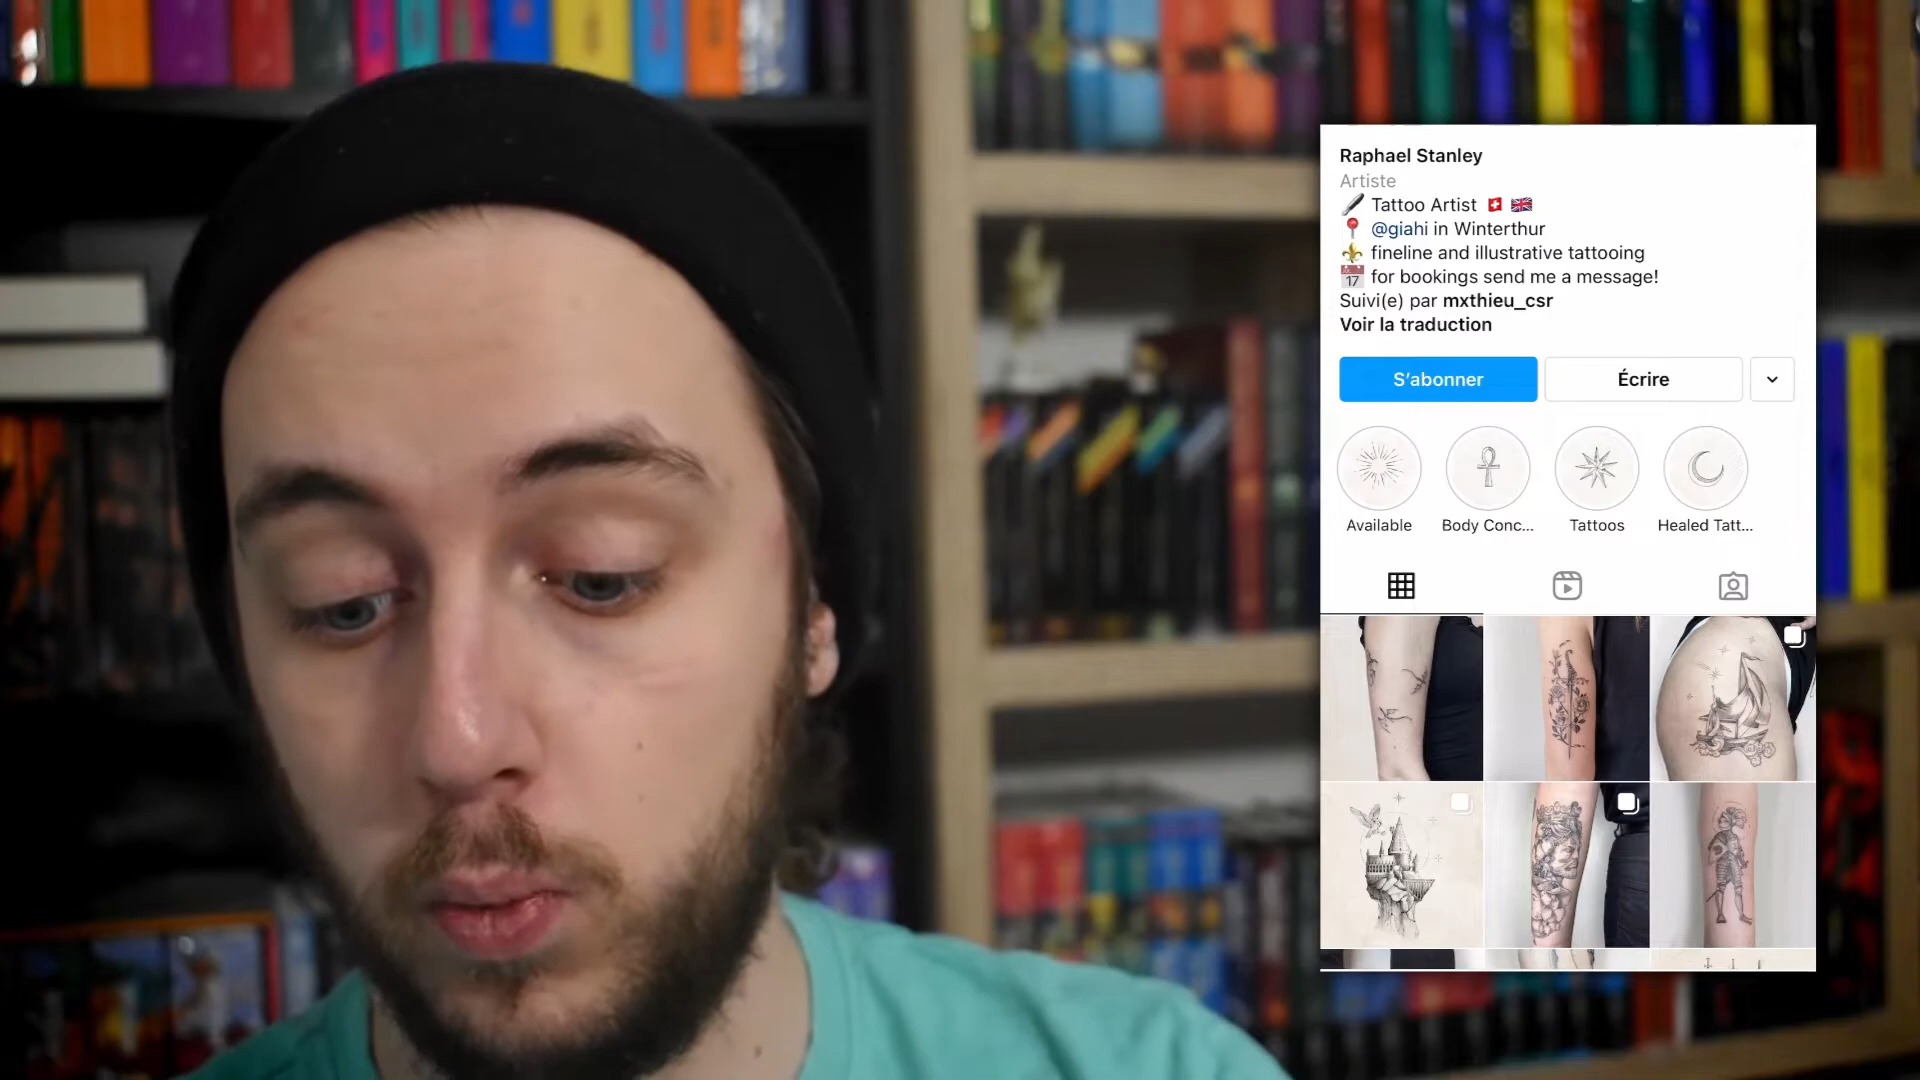 Raphael Stanley
Artiste
Tattoo Artist
@giahi in Winterthur
fineline and illustrative tattooing
17 for bookings send me a message!
Suivi(e) par mxthieu_csr
Voir la traduction
S'abonner Écrire
Available Body Conc... Tattoos Healed Tatt...